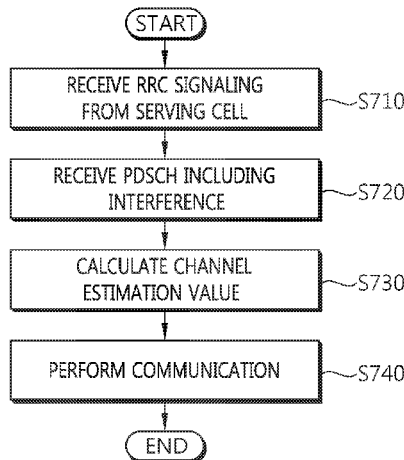 START
RECEIVE RRC SIGNALING
FROM SERVING CELL
S710
RECEIVE PDSCH INCLUDING
INTERFERENCE
S720
CALCULATE CHANNEL
ESTIMATION VALUE
S730
PERFORM COMMUNICATION
S740
END